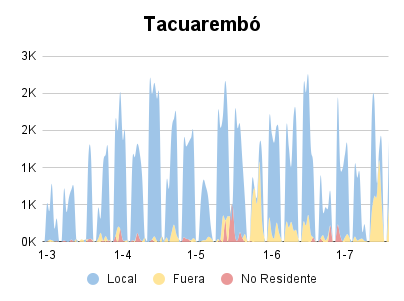 Tacuarembó
3K
2K
2K
1K
1K
0K
1-3 1-4 1-5 1-6 1-7
Local Fuera No Residente